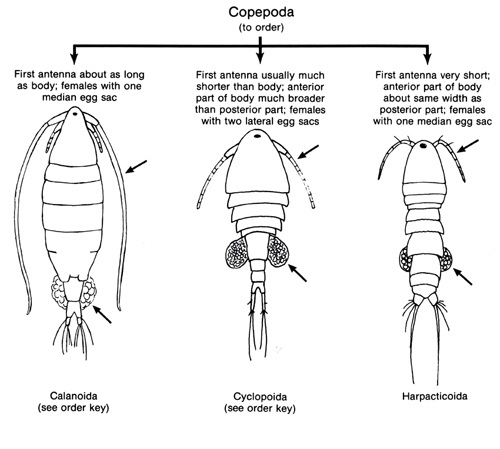 Copepoda
(to order)
First antenna about as long
as body; females with one
median egg sac
First antenna usually much
shorter than body; anterior
part of body much broader
than posterior part; females
with two lateral egg sacs
First antenna very short;
anterior part of body
about same width as
posterior part; females
with one median egg sac
Calanoida
(see order key)
Cyclopoida
(see order key)
Harpacticoida